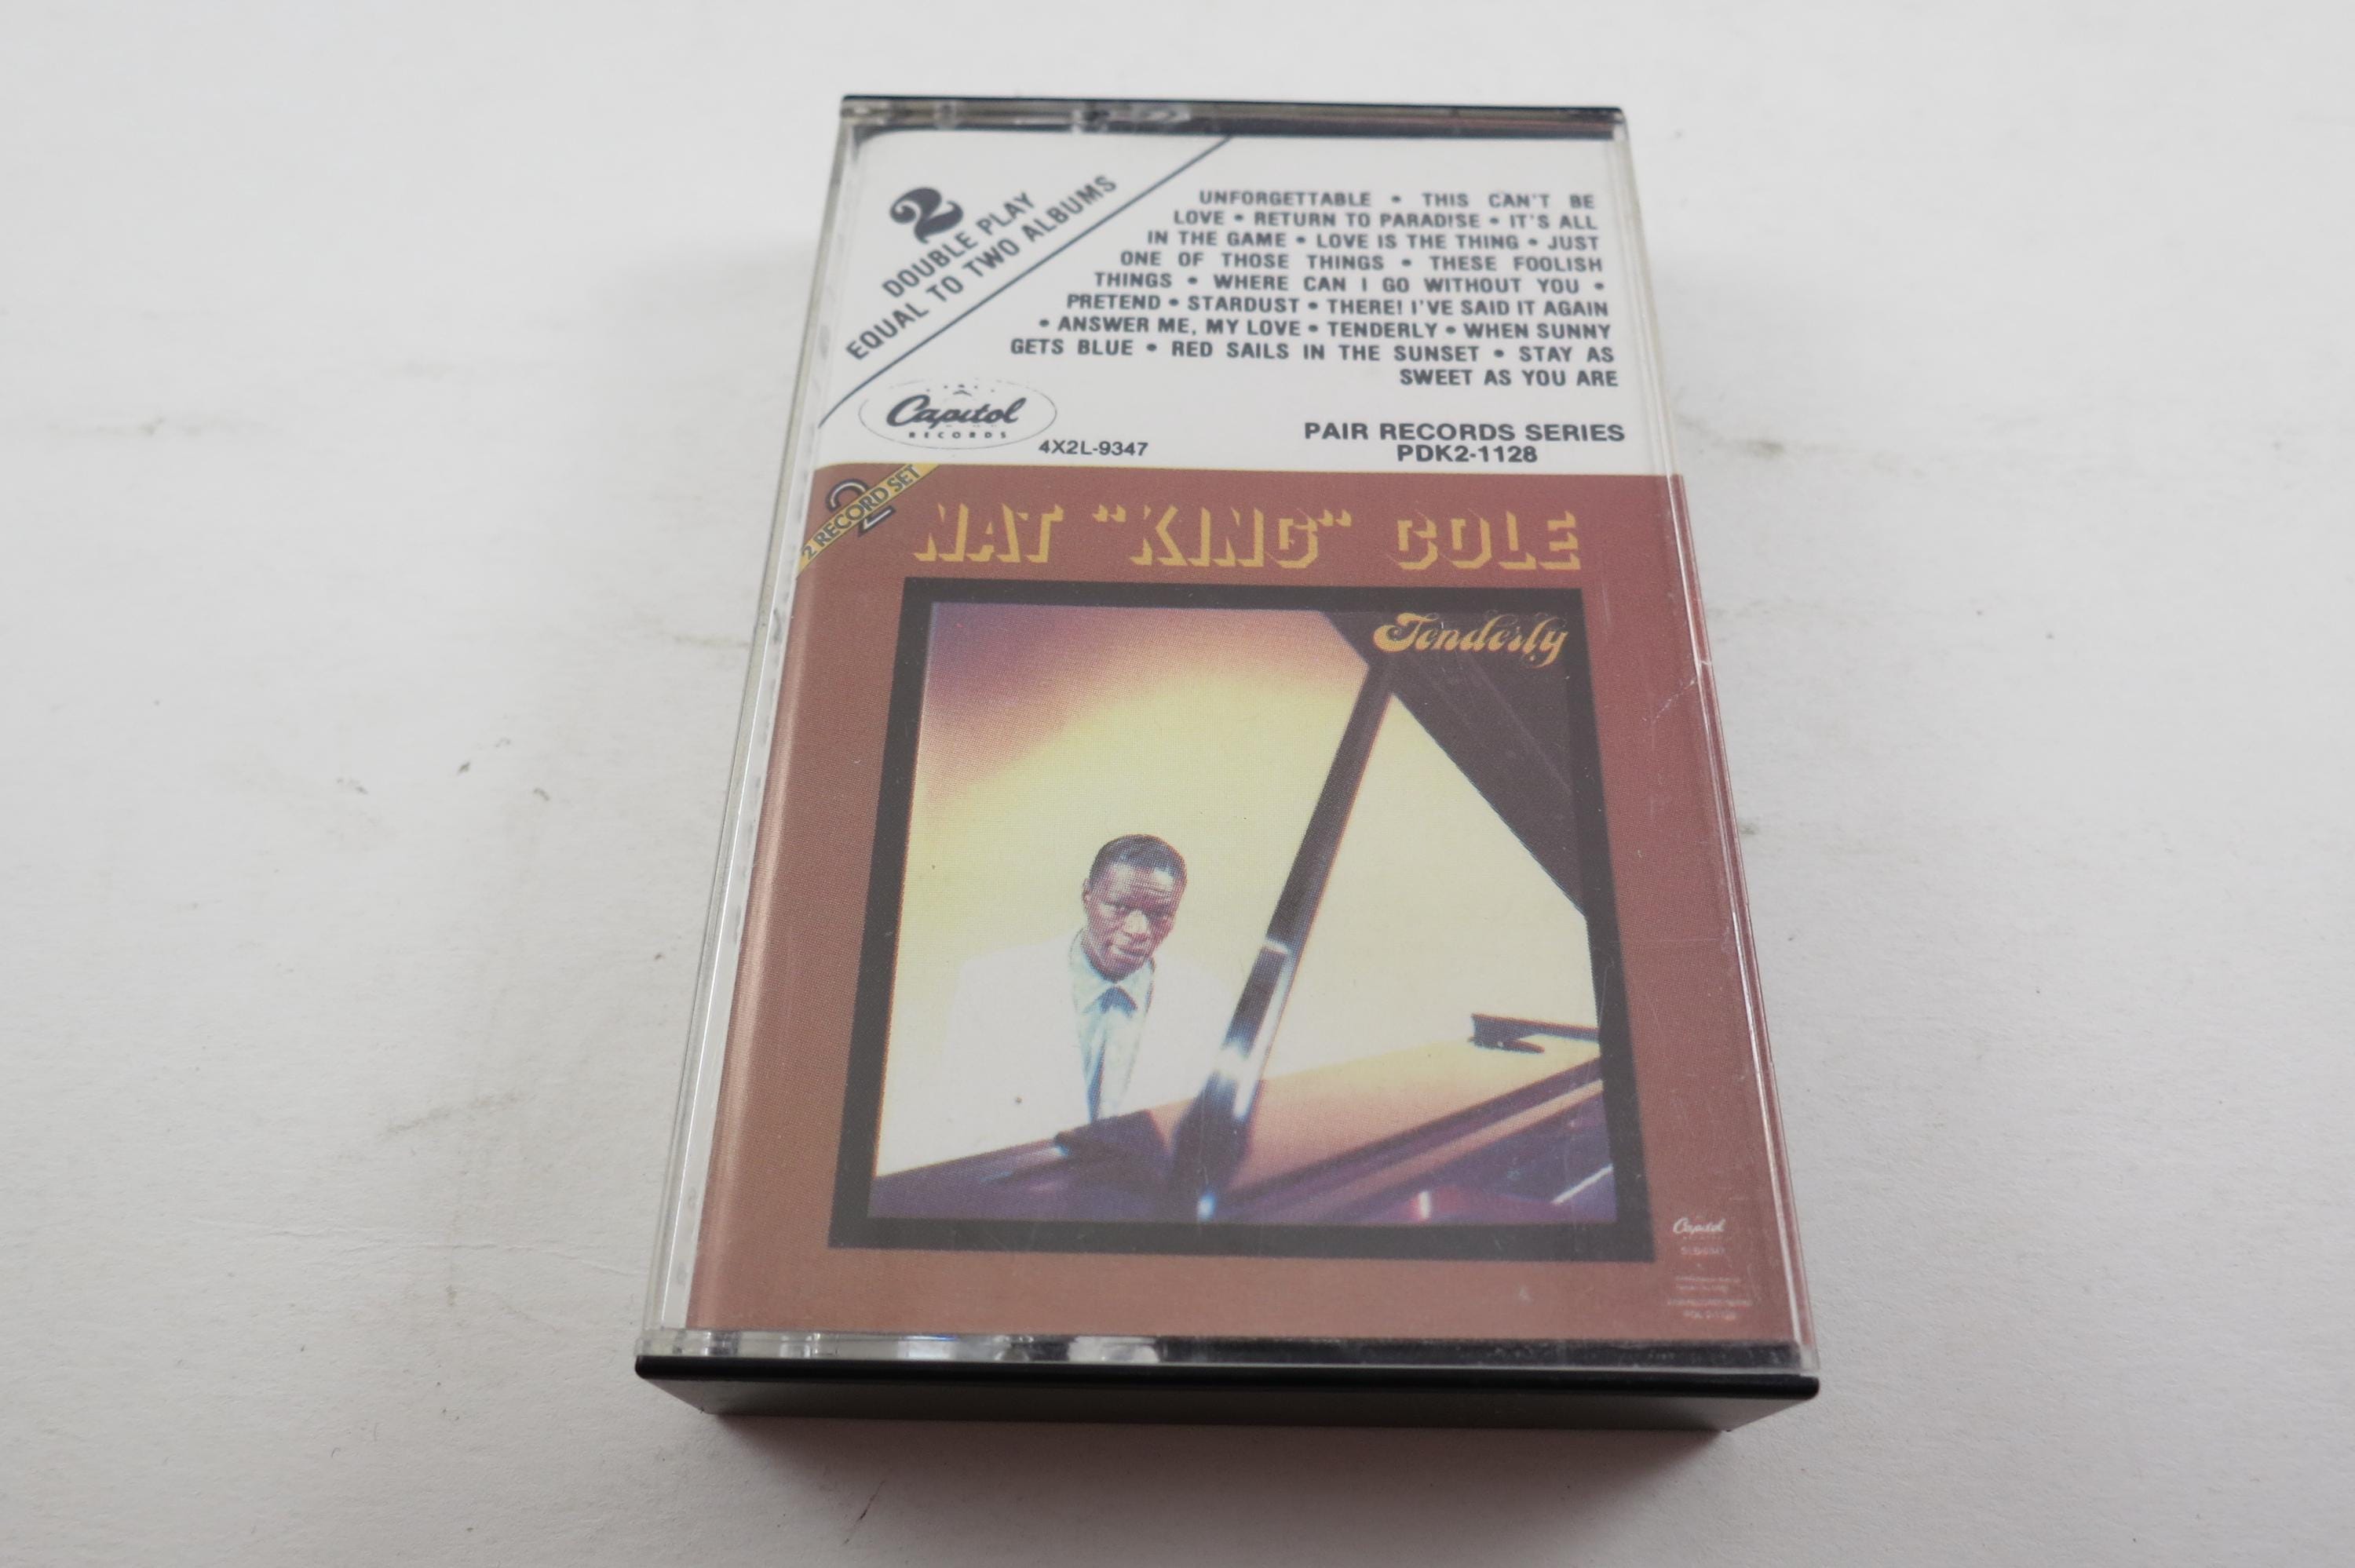 2
DOUBLE PLAY
EQUAL TO TWO ALBUMS
UNFORGETTABLE • THIS CAN'T BE
LOVE • RETURN TO PARADISE • IT'S ALL
IN THE GAME • LOVE IS THE THING • JUST
ONE OF THOSE THINGS • THESE FOOLISH
THINGS • WHERE CAN I GO WITHOUT YOU •
PRETEND • STARDUST • THERE! I'VE SAID IT AGAIN
• ANSWER ME, MY LOVE • TENDERLY • WHEN SUNNY
GETS BLUE • RED SAILS IN THE SUNSET • STAY AS
SWEET AS YOU ARE
Capitol
RECORDS
4X2L-9347
PAIR RECORDS SERIES
PDK2-1128
2
2 RECORD SET
NAT "KING" COLE
Tenderly
Capitol